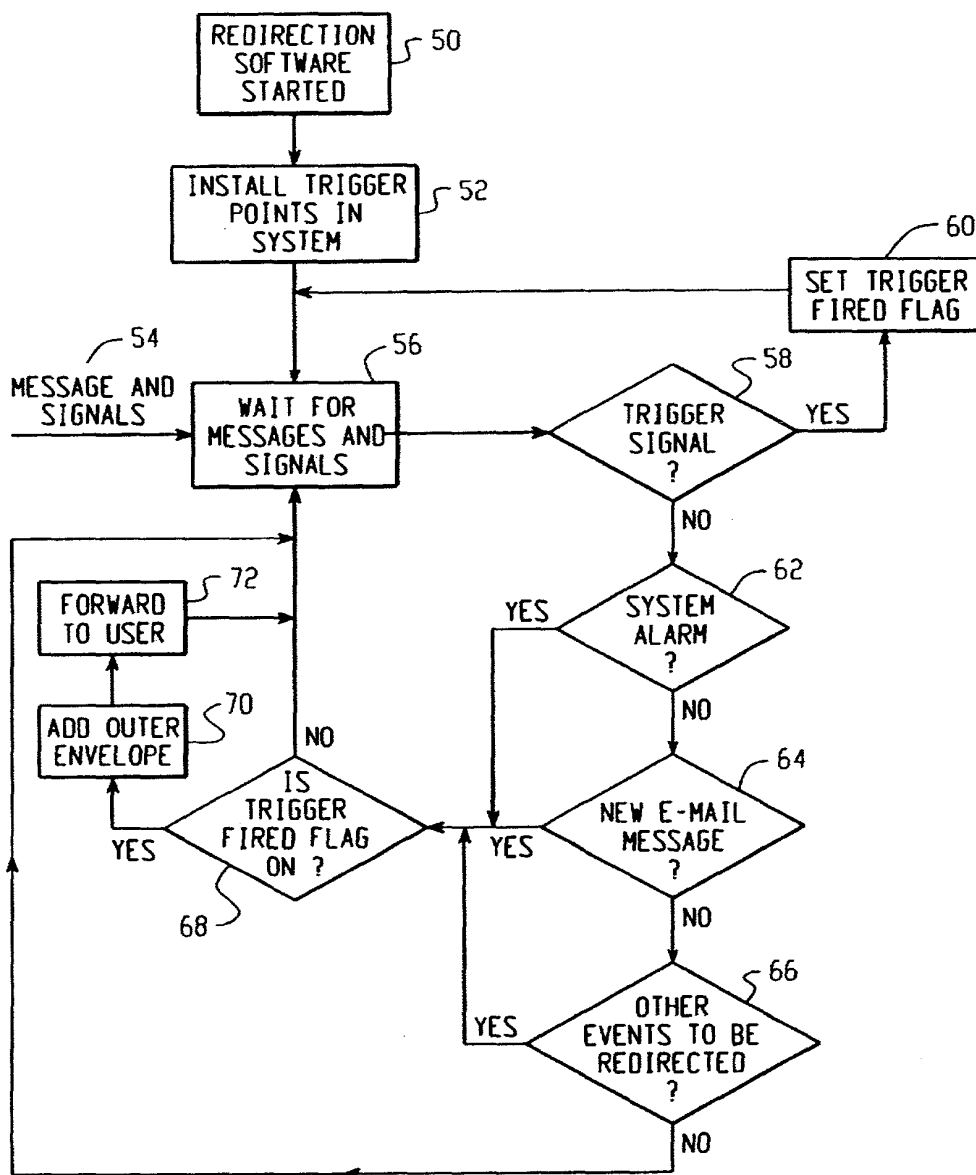 REDIRECTION
SOFTWARE
STARTED
50
INSTALL TRIGGER
POINTS IN
SYSTEM
52
60
SET TRIGGER
FIRED FLAG
54
MESSAGE AND
SIGNALS
56
WAIT FOR
MESSAGES AND
SIGNALS
58
TRIGGER
SIGNAL
?
YES
NO
62
SYSTEM
ALARM
?
YES
NO
72
FORWARD
TO USER
70
ADD OUTER
ENVELOPE
NO
IS
TRIGGER
FIRED FLAG
ON ?
YES
68
64
NEW E-MAIL
MESSAGE
?
YES
NO
66
OTHER
EVENTS TO BE
REDIRECTED
?
YES
NO